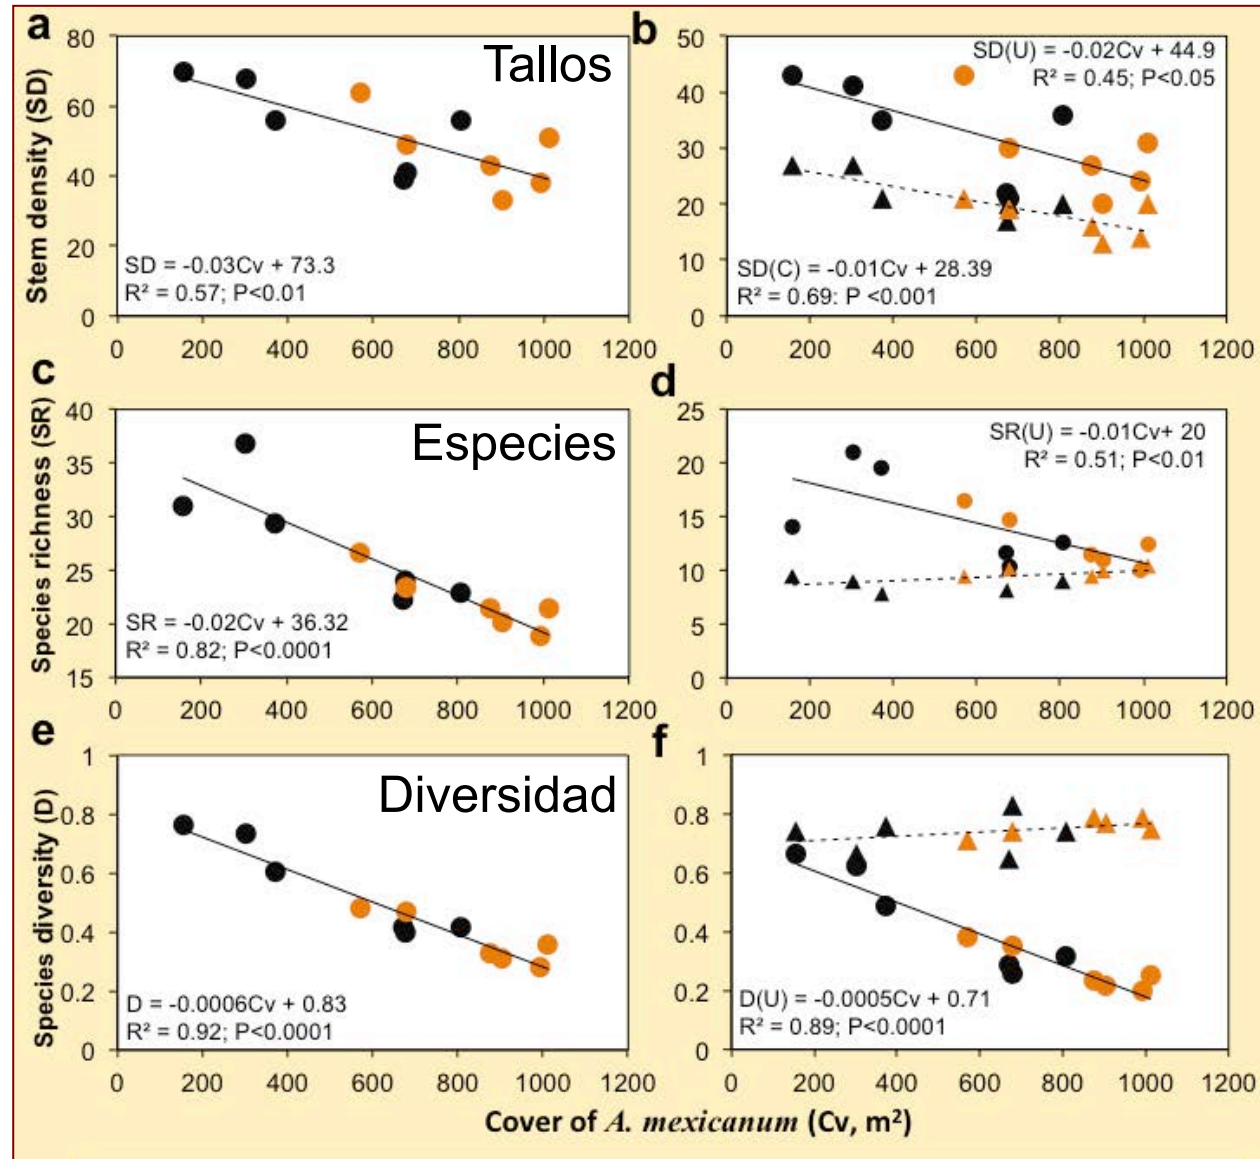 a
Tallos
Stem density (SD)
80
60
40
20
0
SD = -0.03Cv + 73.3
R² = 0.57; P<0.01
0 200 400 600 800 1000 1200
b
50
40
30
20
10
0
SD(U) = -0.02Cv + 44.9
R² = 0.45; P<0.05
SD(C) = -0.01Cv + 28.39
R² = 0.69: P <0.001
0 200 400 600 800 1000 1200
c
Especies
Species richness (SR)
40
35
30
25
20
15
SR = -0.02Cv + 36.32
R² = 0.82; P<0.0001
0 200 400 600 800 1000 1200
d
25
20
15
10
5
0
SR(U) = -0.01Cv+ 20
R² = 0.51; P<0.01
0 200 400 600 800 1000 1200
e
Diversidad
Species diversity (D)
1
0.8
0.6
0.4
0.2
0
D = -0.0006Cv + 0.83
R² = 0.92; P<0.0001
0 200 400 600 800 1000 1200
f
1
0.8
0.6
0.4
0.2
0
D(U) = -0.0005Cv + 0.71
R² = 0.89; P<0.0001
0 200 400 600 800 1000 1200
Cover of A. mexicanum (Cv, m²)